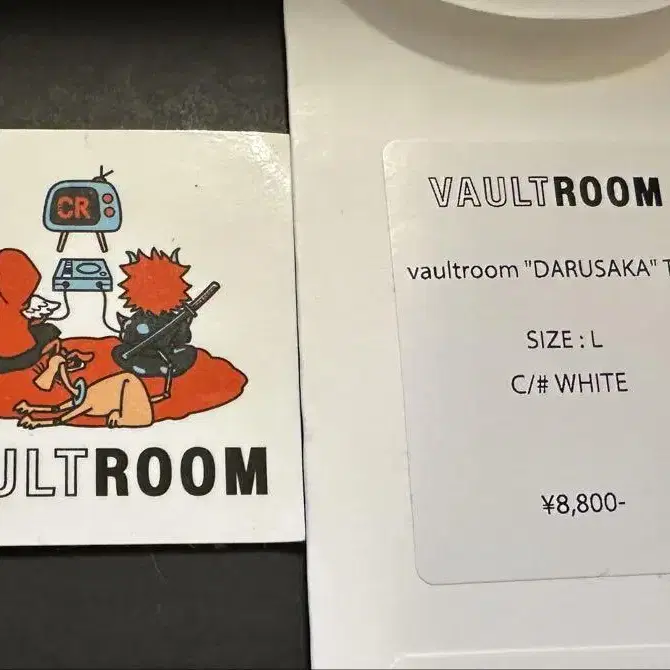 CR
ULTROOM
VAULTROOM
vaultroom "DARUSAKA" T
SIZE : L
C/# WHITE
¥8,800-